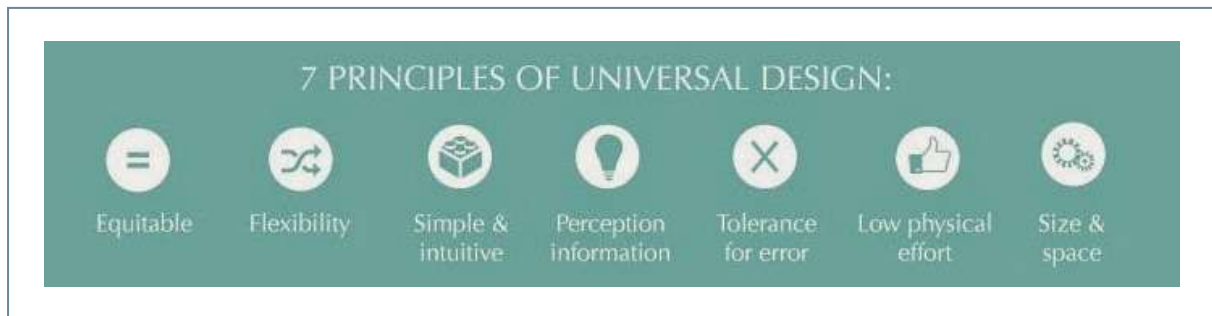 7 PRINCIPLES OF UNIVERSAL DESIGN:
Equitable
Flexibility
Simple &
intuitive
Perception
information
Tolerance
for error
Low physical
effort
Size &
space